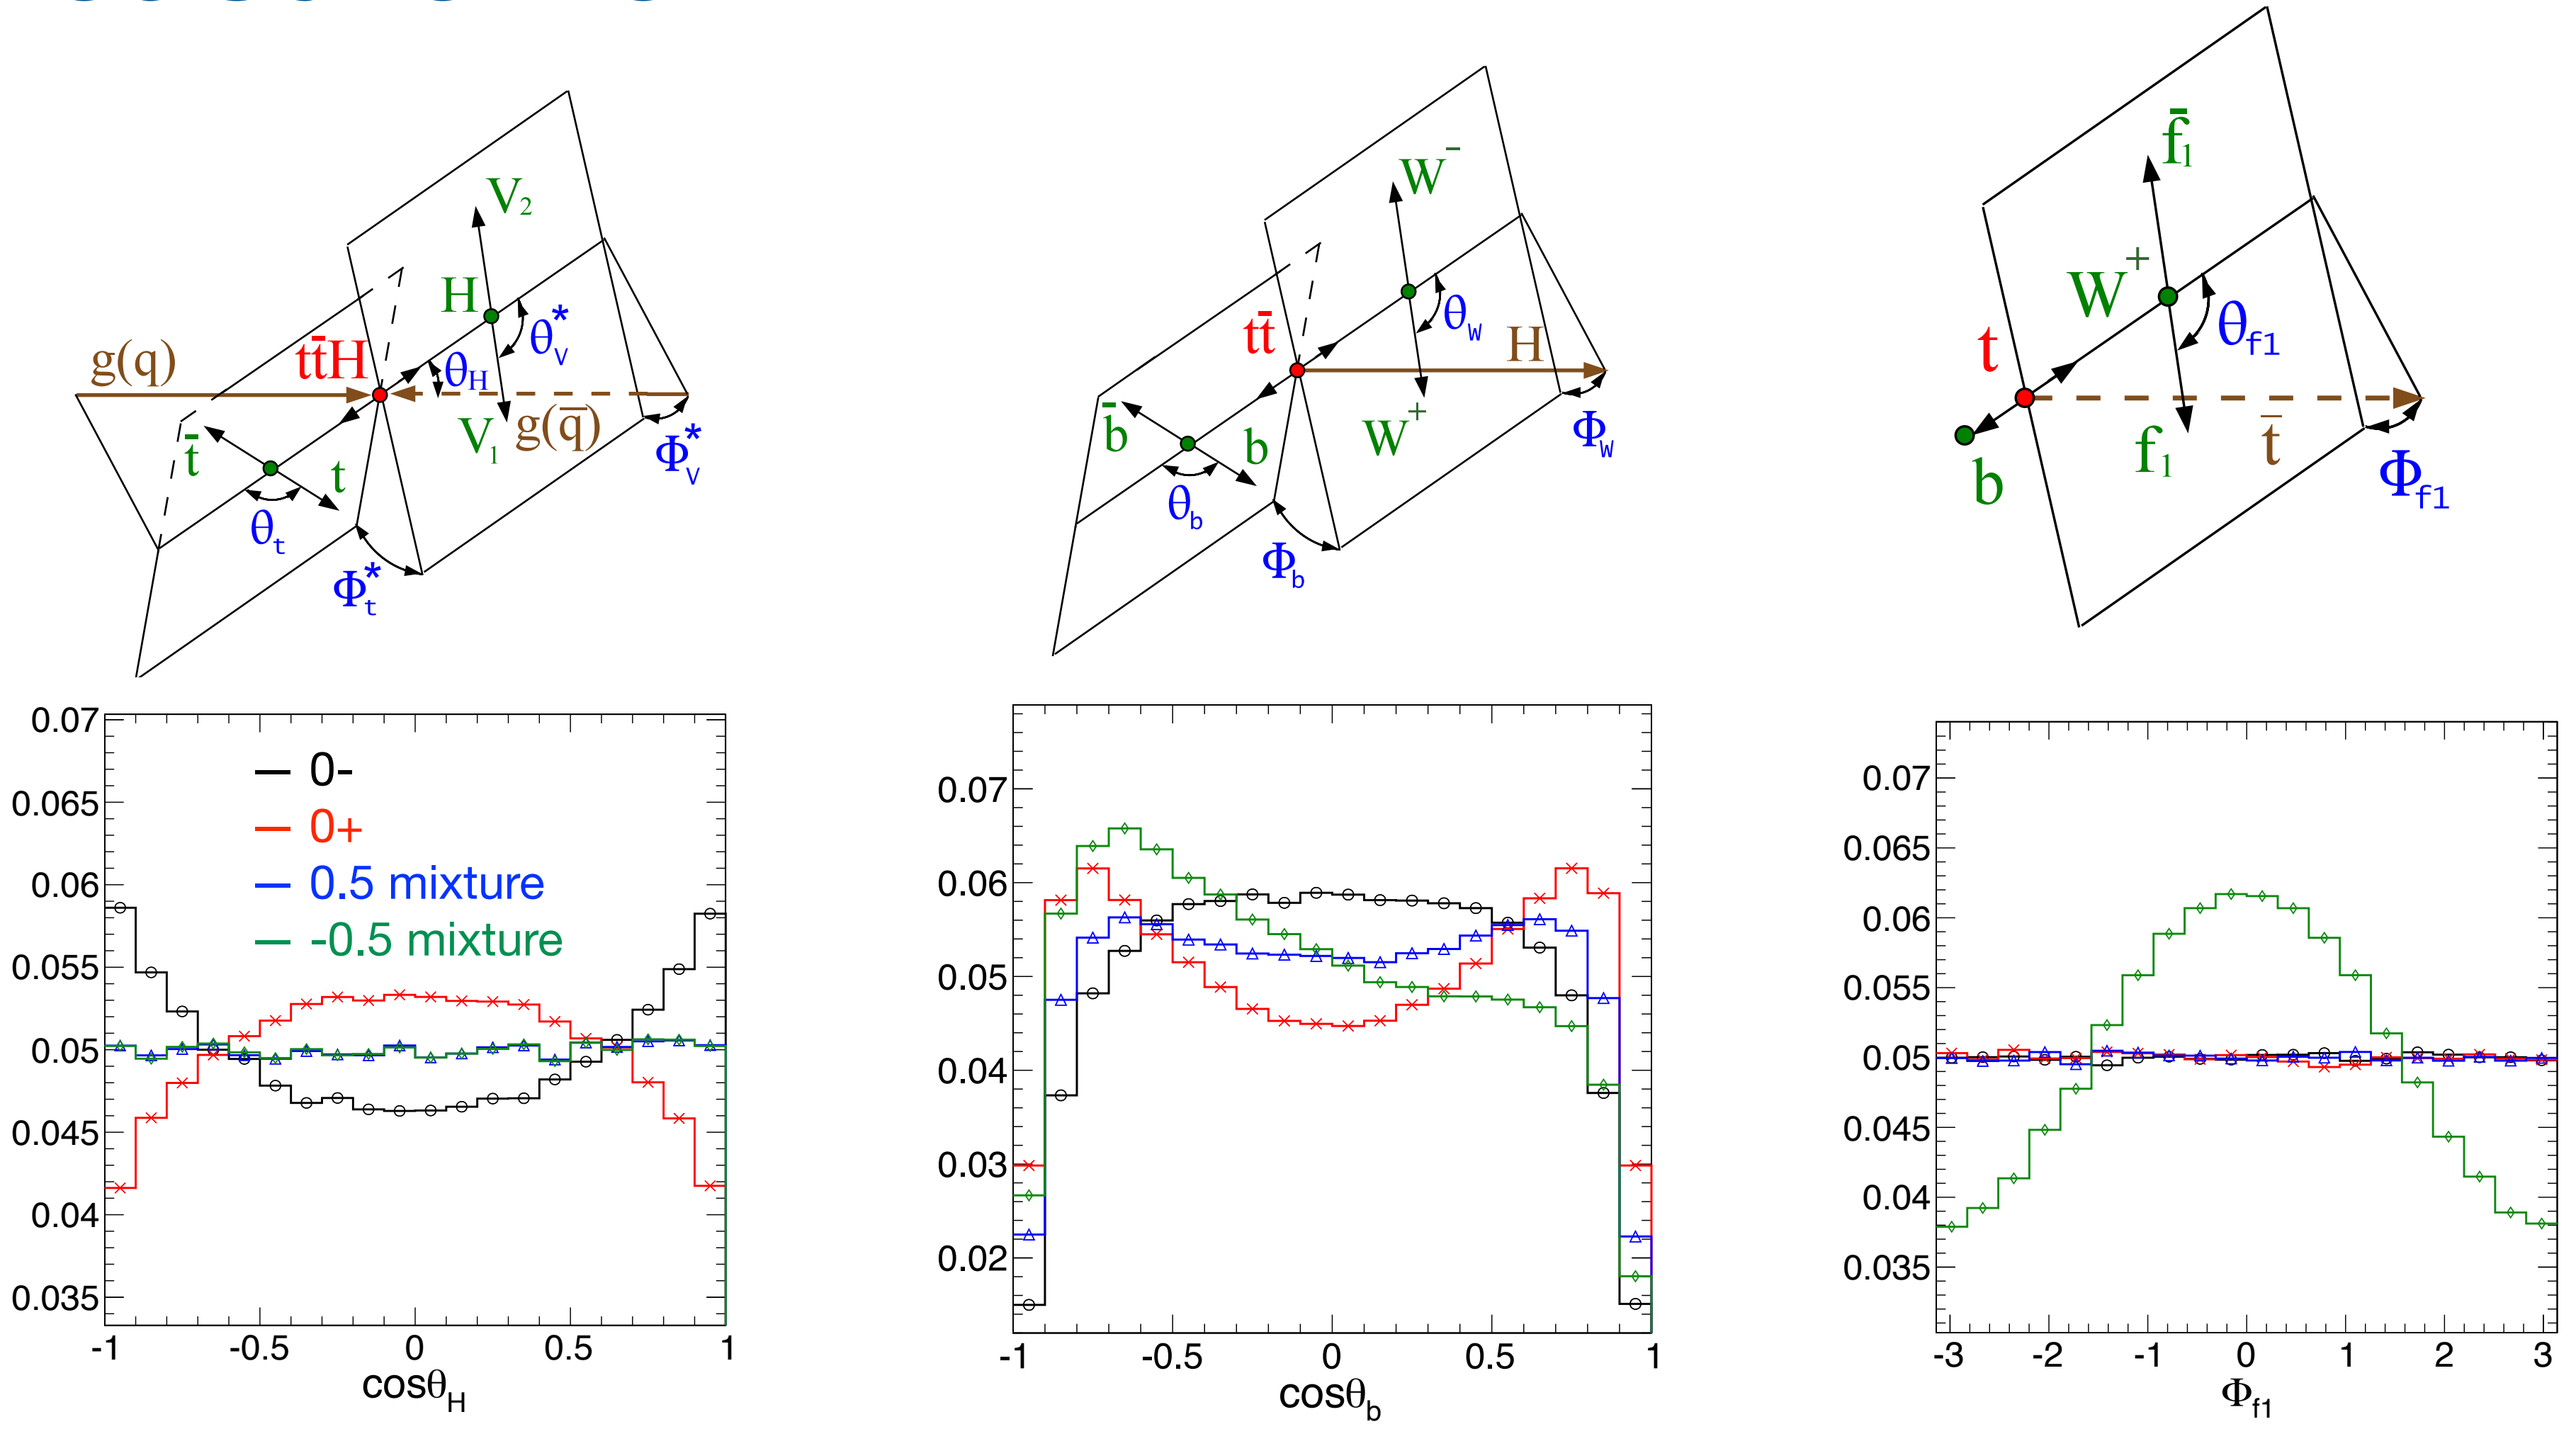 V₂
H
θ*V
tt̄H
θH
g(q)
V₁
g(q̄)
Φ*V
t̄
t
θt
Φ*t
W⁻
θW
tt̄
H
W⁺
ΦW
b̄
b
θb
Φb
f̄₁
W⁺
θf1
t
t̄
f₁
b
Φf1
0.07
0.065
0.06
0.055
0.05
0.045
0.04
0.035
0-
0+
0.5 mixture
-0.5 mixture
-1 -0.5 0 0.5 1
cosθH
0.07
0.06
0.05
0.04
0.03
0.02
-1 -0.5 0 0.5 1
cosθb
0.07
0.065
0.06
0.055
0.05
0.045
0.04
0.035
-3 -2 -1 0 1 2 3
Φf1